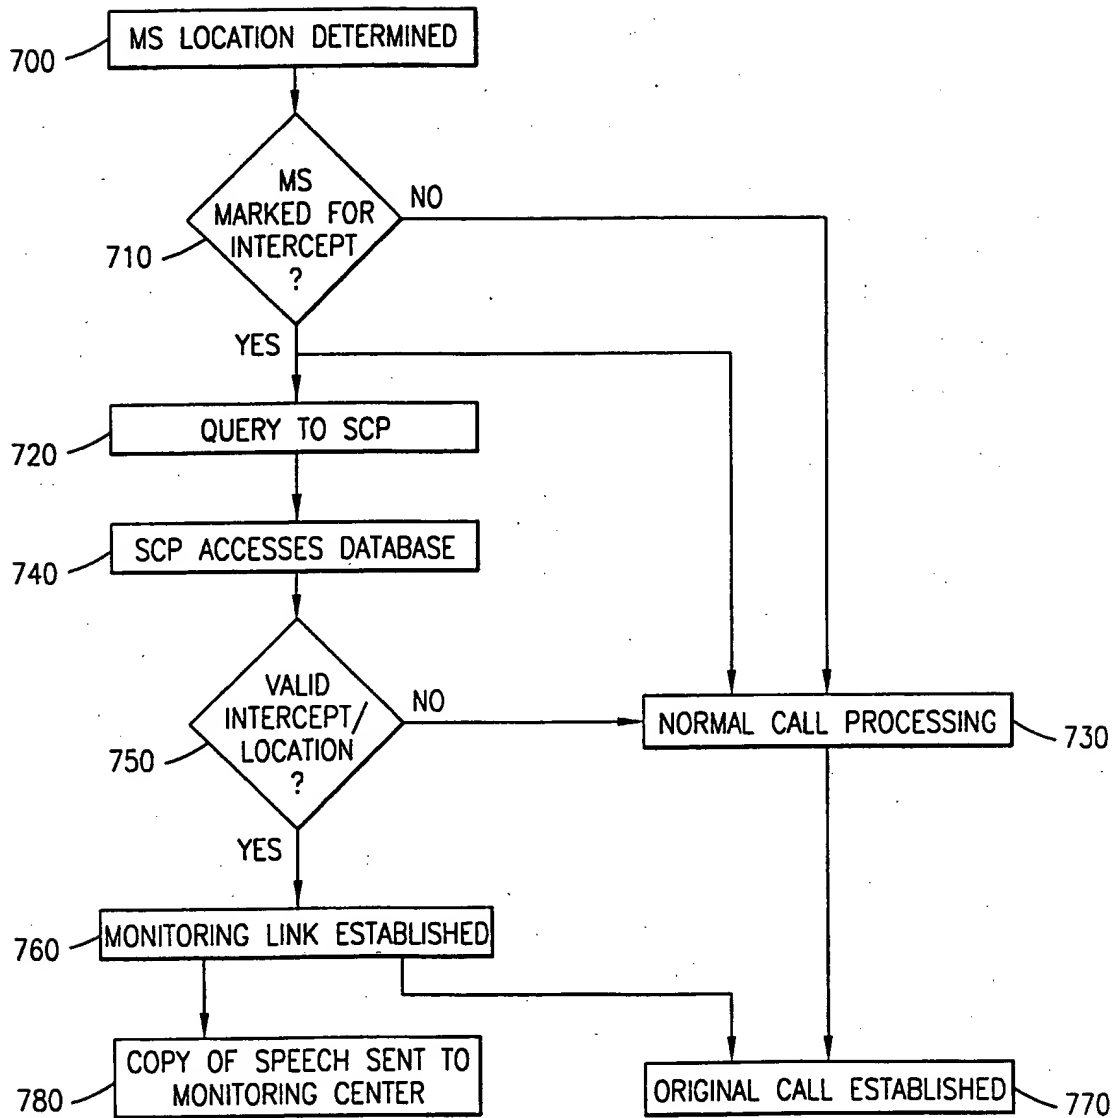 MS LOCATION DETERMINED
700
MS
MARKED FOR
INTERCEPT
?
710
NO
YES
QUERY TO SCP
720
SCP ACCESSES DATABASE
740
VALID
INTERCEPT/
LOCATION
?
750
NO
NORMAL CALL PROCESSING
730
YES
MONITORING LINK ESTABLISHED
760
COPY OF SPEECH SENT TO
MONITORING CENTER
780
ORIGINAL CALL ESTABLISHED
770